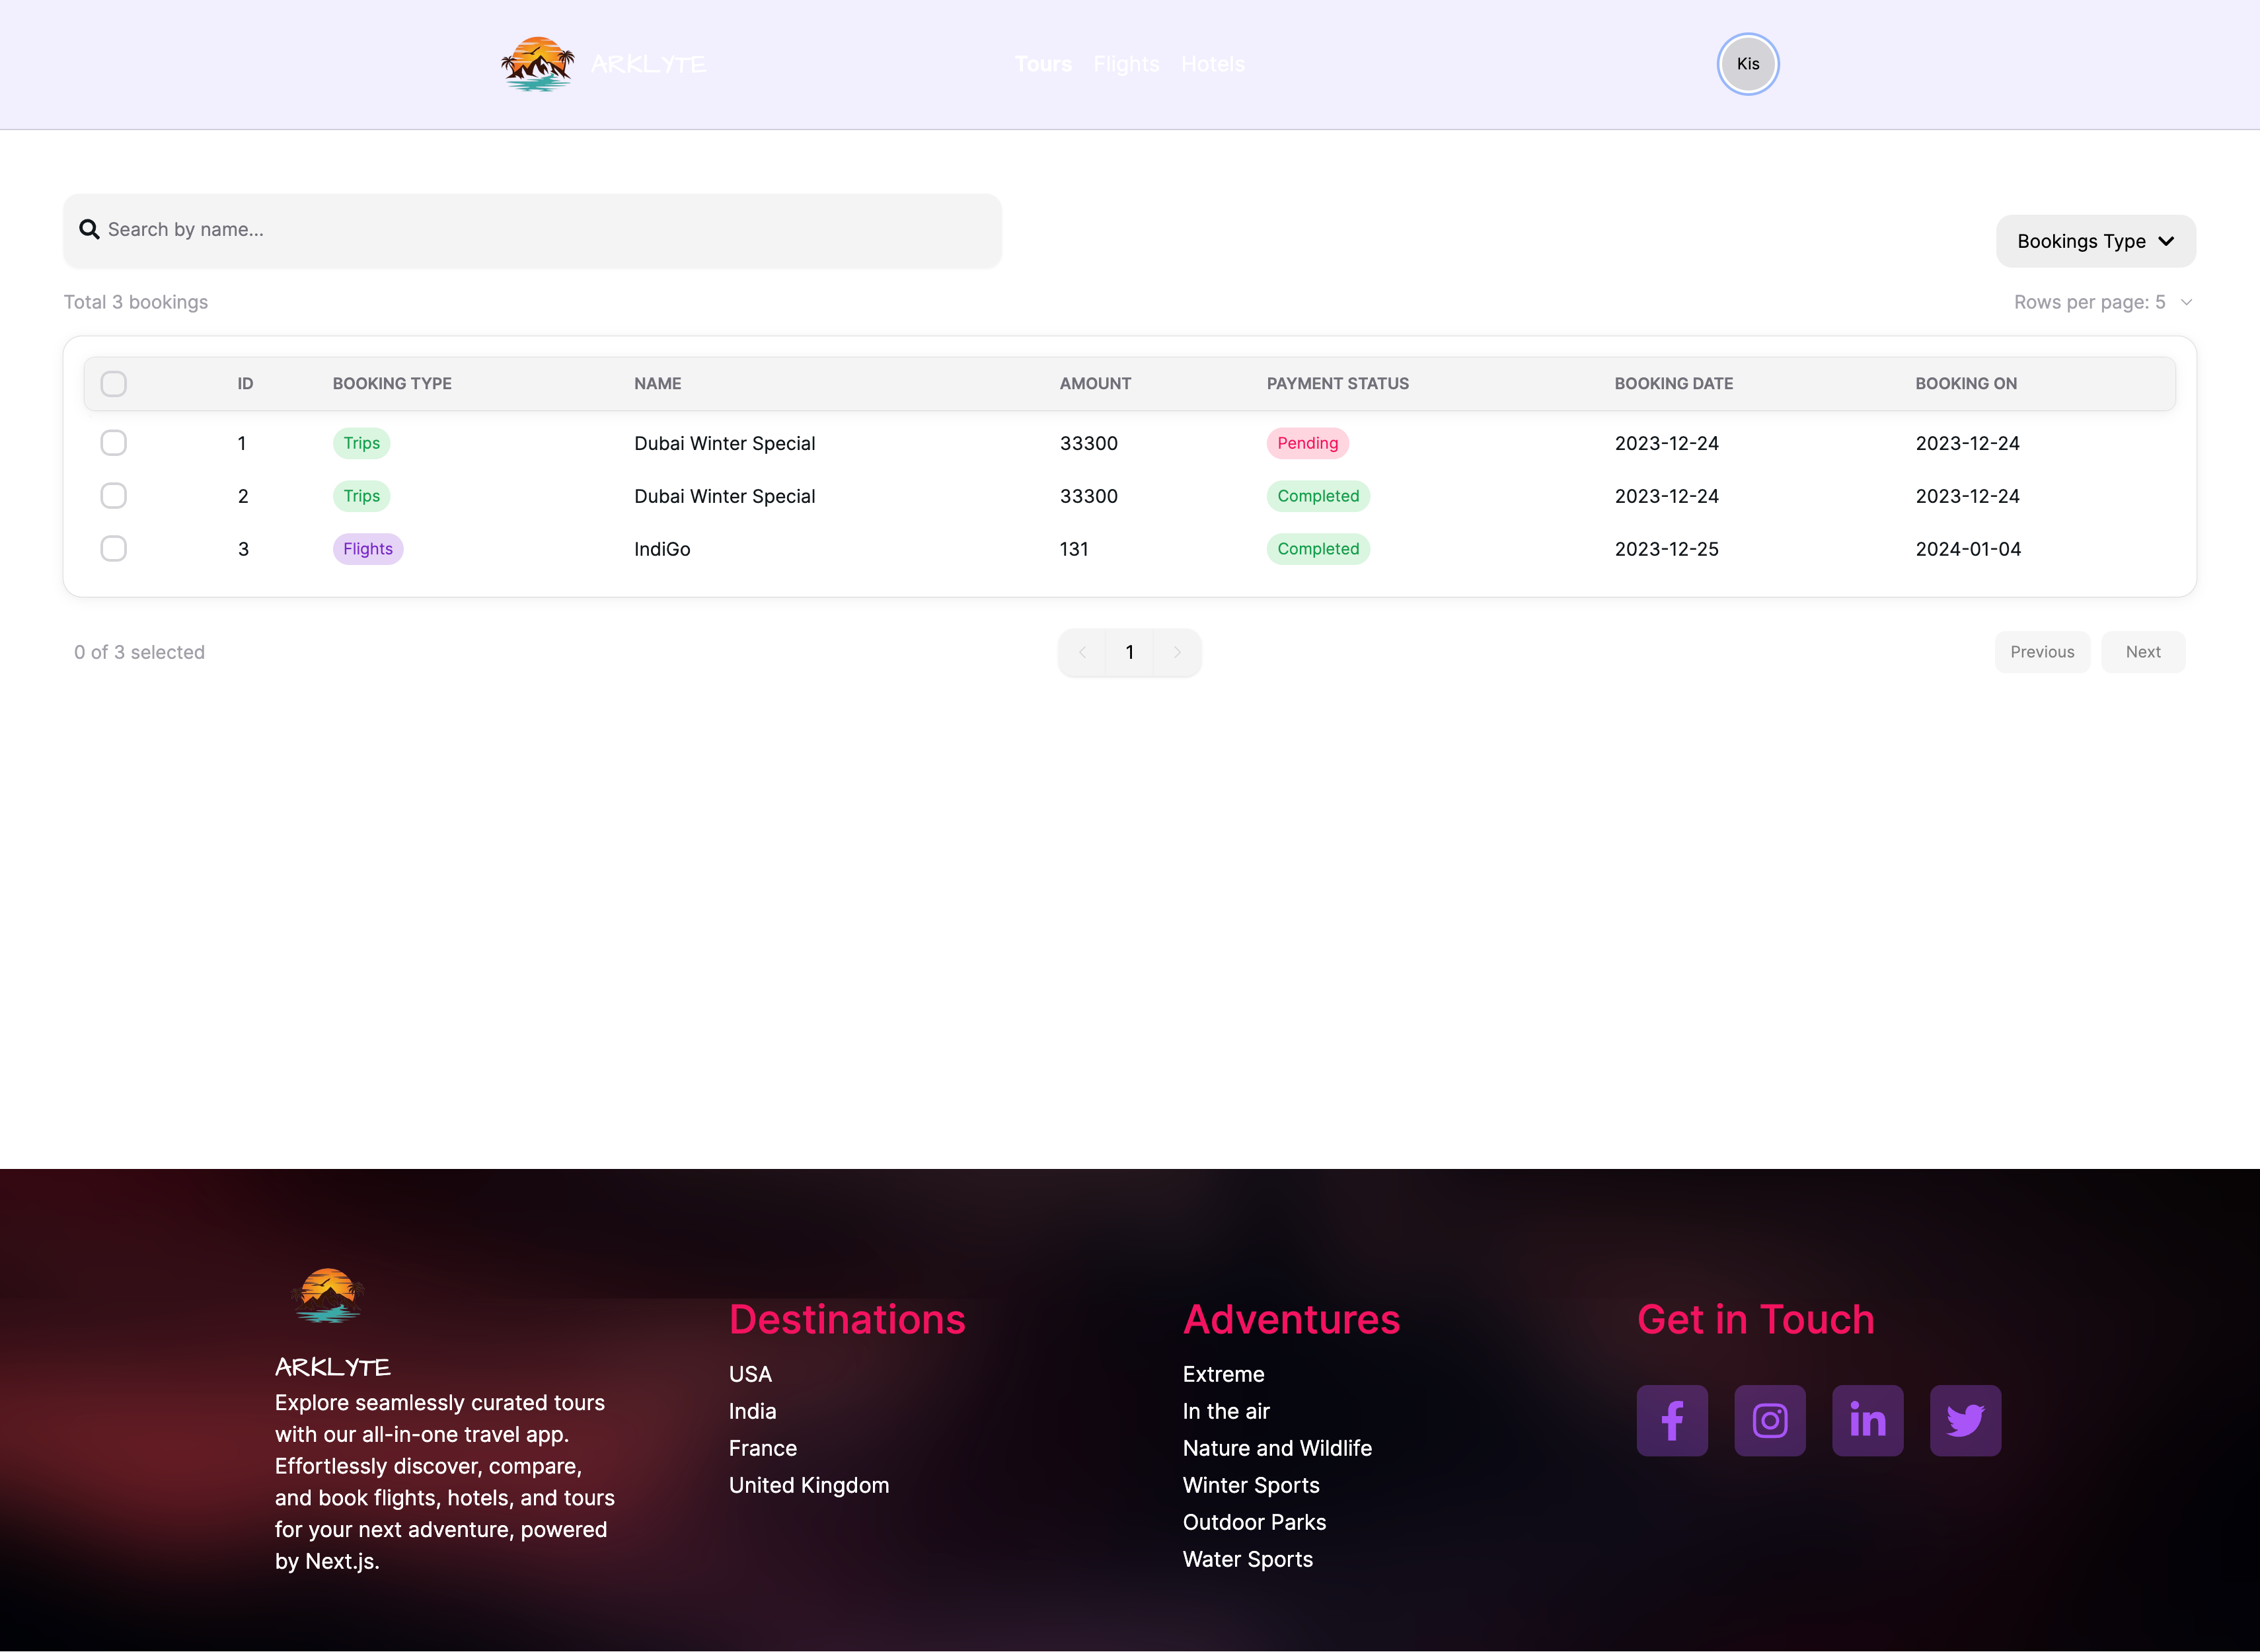 ARKLYTE
Tours Flights Hotels
Kis
Search by name...
Bookings Type
Total 3 bookings
Rows per page: 5
ID BOOKING TYPE NAME AMOUNT PAYMENT STATUS BOOKING DATE BOOKING ON
1 Trips Dubai Winter Special 33300 Pending 2023-12-24 2023-12-24
2 Trips Dubai Winter Special 33300 Completed 2023-12-24 2023-12-24
3 Flights IndiGo 131 Completed 2023-12-25 2024-01-04
0 of 3 selected
1
Previous Next
ARKLYTE
Explore seamlessly curated tours
with our all-in-one travel app.
Effortlessly discover, compare,
and book flights, hotels, and tours
for your next adventure, powered
by Next.js.
Destinations
USA
India
France
United Kingdom
Adventures
Extreme
In the air
Nature and Wildlife
Winter Sports
Outdoor Parks
Water Sports
Get in Touch